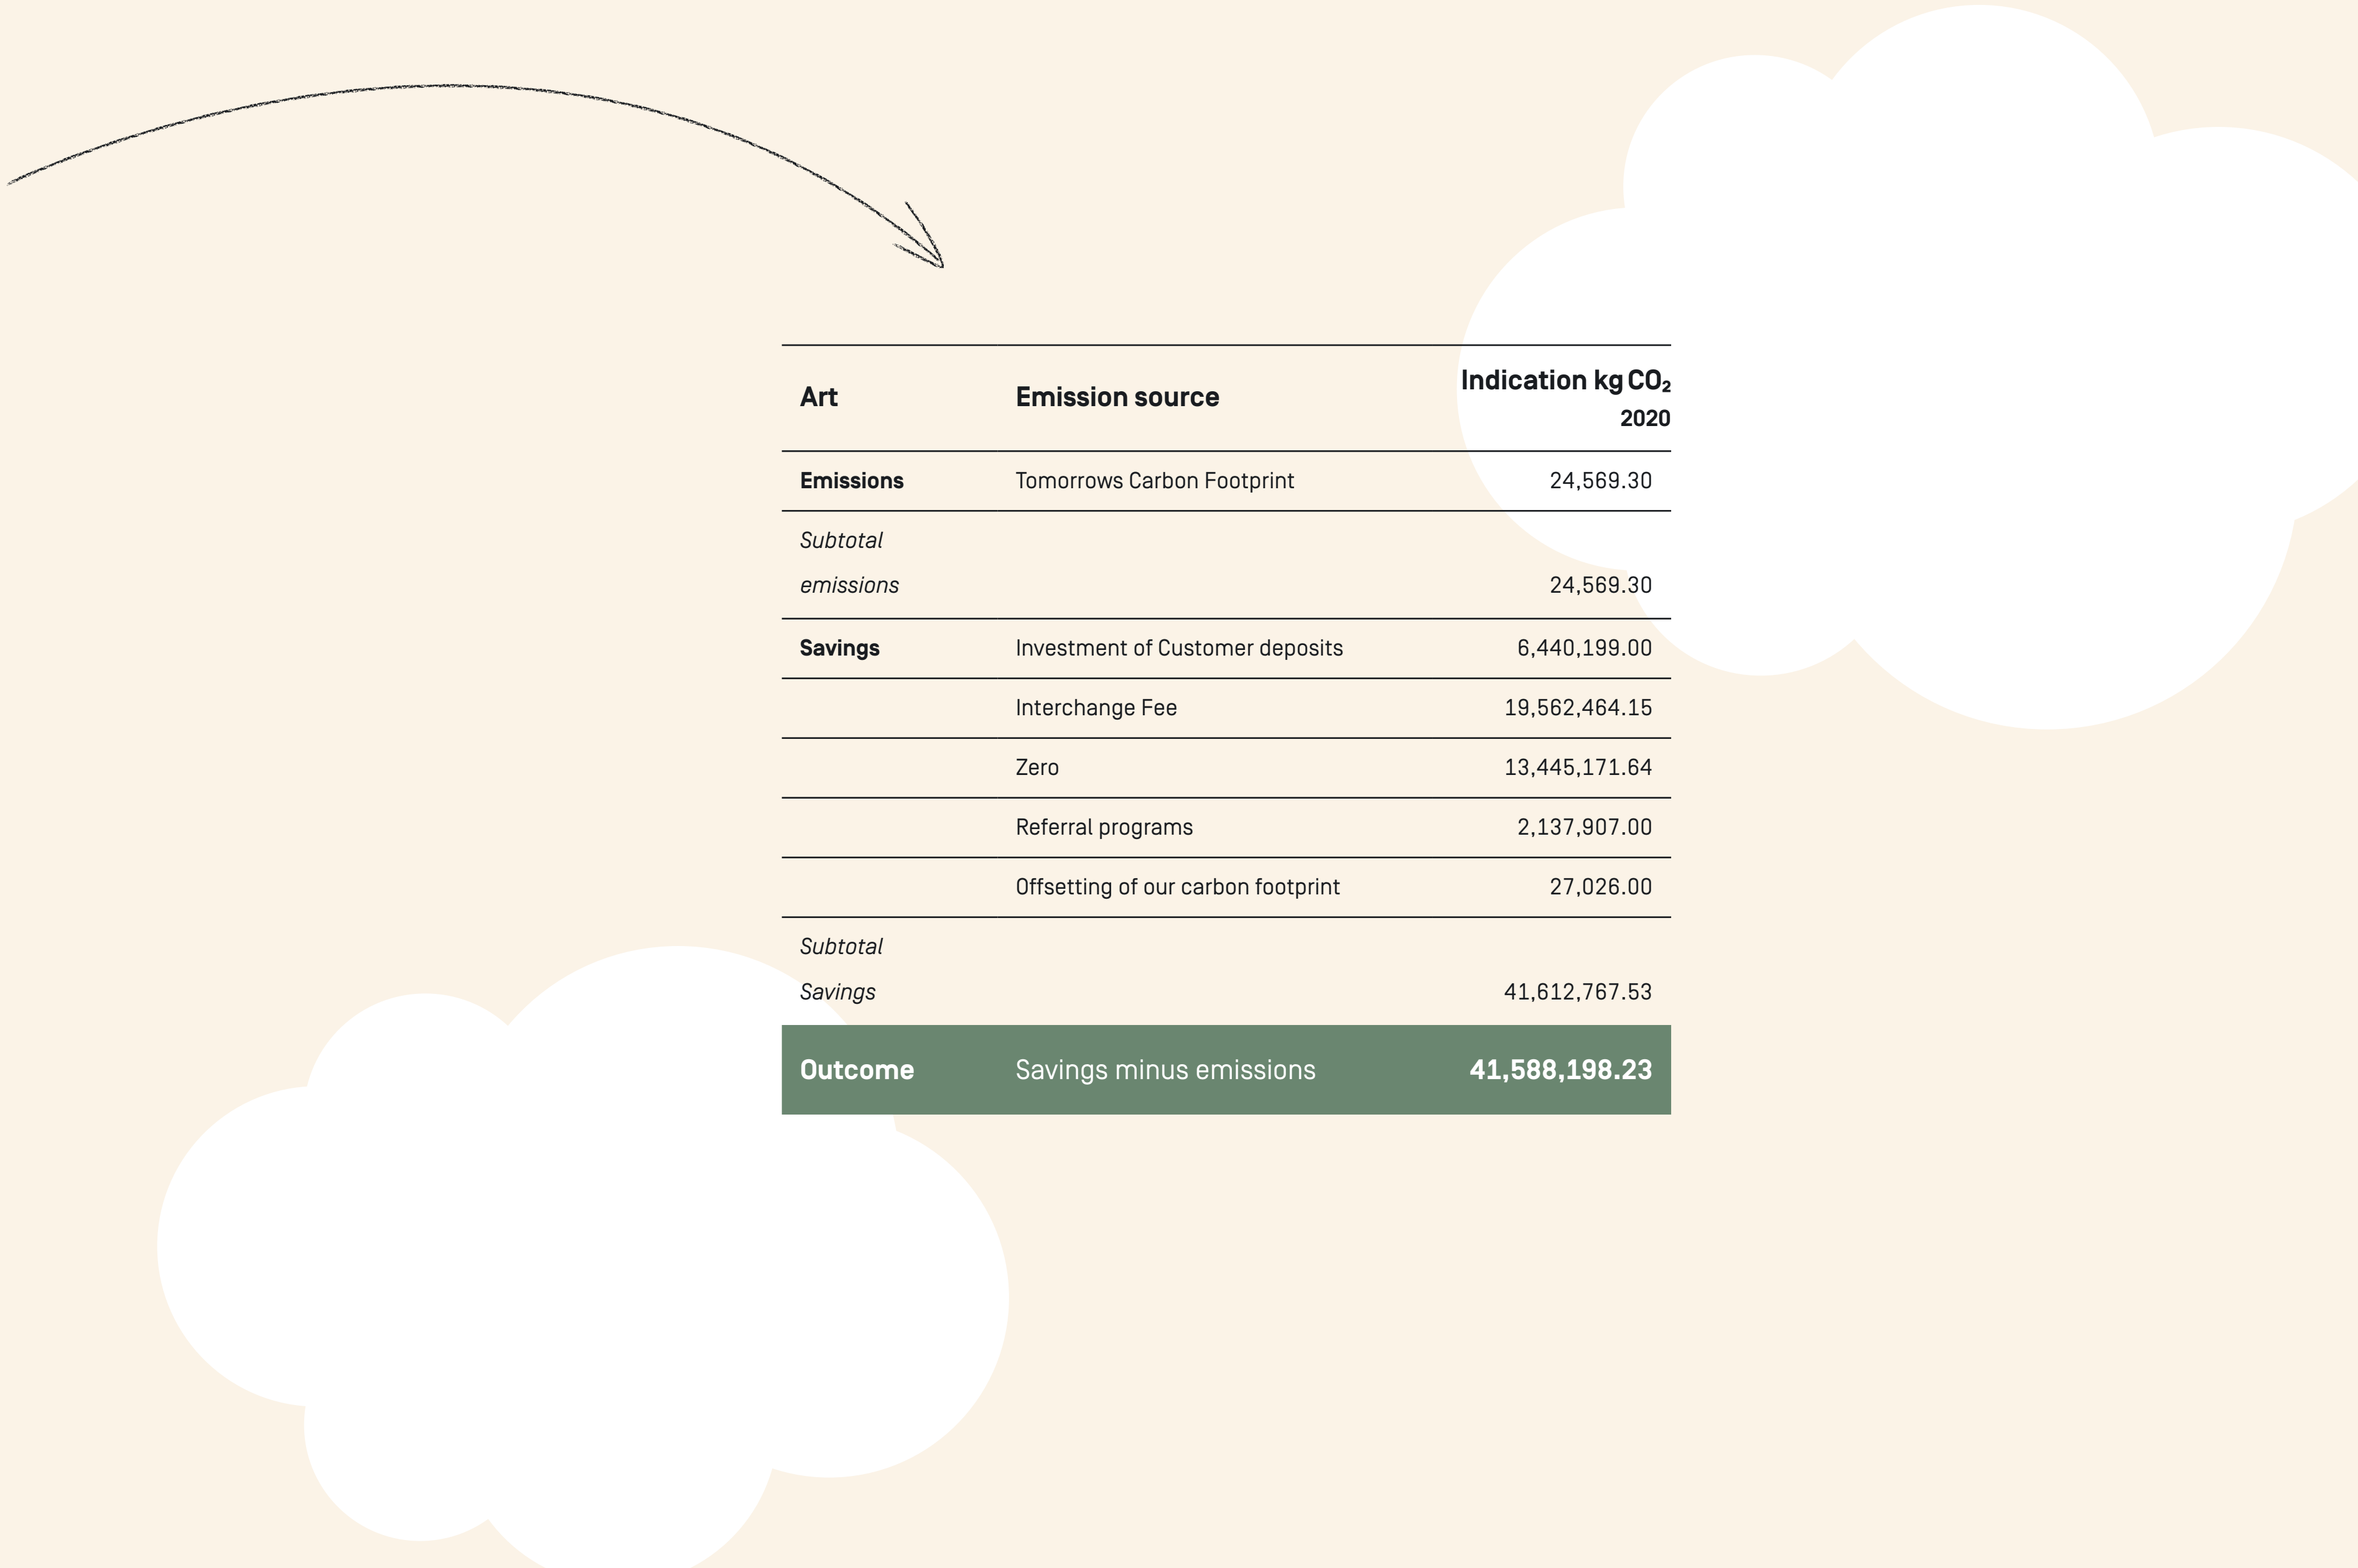 Art Emission source Indication kg CO₂
2020
Emissions Tomorrows Carbon Footprint 24,569.30
Subtotal
emissions 24,569.30
Savings Investment of Customer deposits 6,440,199.00
Interchange Fee 19,562,464.15
Zero 13,445,171.64
Referral programs 2,137,907.00
Offsetting of our carbon footprint 27,026.00
Subtotal
Savings 41,612,767.53
Outcome Savings minus emissions 41,588,198.23